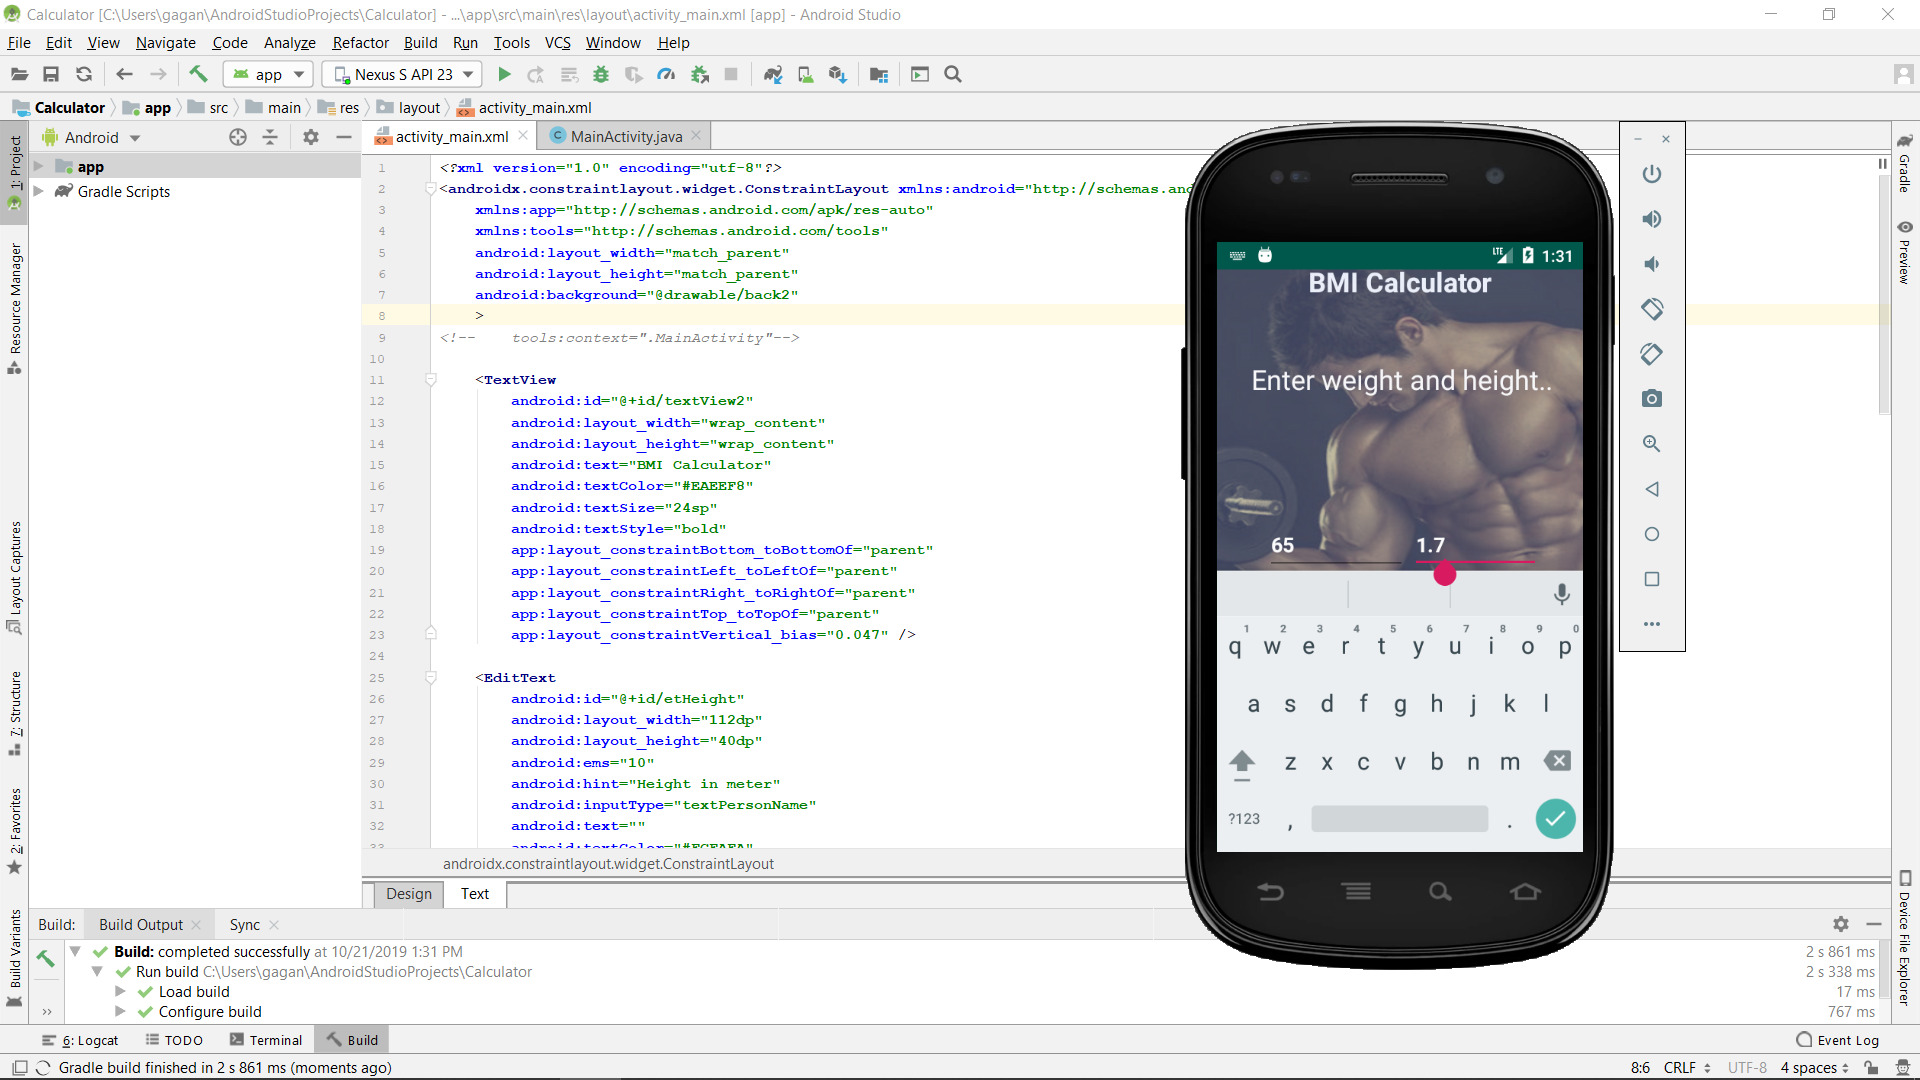 Calculator [C:\Users\gagan\AndroidStudioProjects\Calculator] - ...\app\src\main\res\layout\activity_main.xml [app] - Android Studio
File Edit View Navigate Code Analyze Refactor Build Run Tools VCS Window Help
app Nexus S API 23
Calculator app src main res layout activity_main.xml
1: Project
Resource Manager
Layout Captures
7: Structure
2: Favorites
Build Variants
Android
app
Gradle Scripts
activity_main.xml MainActivity.java
1 <?xml version="1.0" encoding="utf-8"?>
2 <androidx.constraintlayout.widget.ConstraintLayout xmlns:android="http://schemas.and
3 xmlns:app="http://schemas.android.com/apk/res-auto"
4 xmlns:tools="http://schemas.android.com/tools"
5 android:layout_width="match_parent"
6 android:layout_height="match_parent"
7 android:background="@drawable/back2"
8 >
9 <!-- tools:context=".MainActivity"-->
10
11 <TextView
12 android:id="@+id/textView2"
13 android:layout_width="wrap_content"
14 android:layout_height="wrap_content"
15 android:text="BMI Calculator"
16 android:textColor="#EAEEF8"
17 android:textSize="24sp"
18 android:textStyle="bold"
19 app:layout_constraintBottom_toBottomOf="parent"
20 app:layout_constraintLeft_toLeftOf="parent"
21 app:layout_constraintRight_toRightOf="parent"
22 app:layout_constraintTop_toTopOf="parent"
23 app:layout_constraintVertical_bias="0.047" />
24
25 <EditText
26 android:id="@+id/etHeight"
27 android:layout_width="112dp"
28 android:layout_height="40dp"
29 android:ems="10"
30 android:hint="Height in meter"
31 android:inputType="textPersonName"
32 android:text=""
androidx.constraintlayout.widget.ConstraintLayout
Design Text
LTE 1:31
BMI Calculator
Enter weight and height..
65 1.7
1 2 3 4 5 6 7 8 9 0
q w e r t y u i o p
a s d f g h j k l
z x c v b n m
?123 , .
Gradle
Preview
Device File Explorer
Build: Build Output Sync
Build: completed successfully at 10/21/2019 1:31 PM 2 s 861 ms
Run build C:\Users\gagan\AndroidStudioProjects\Calculator 2 s 338 ms
Load build 17 ms
Configure build 767 ms
6: Logcat TODO Terminal Build Event Log
Gradle build finished in 2 s 861 ms (moments ago) 8:6 CRLF UTF-8 4 spaces